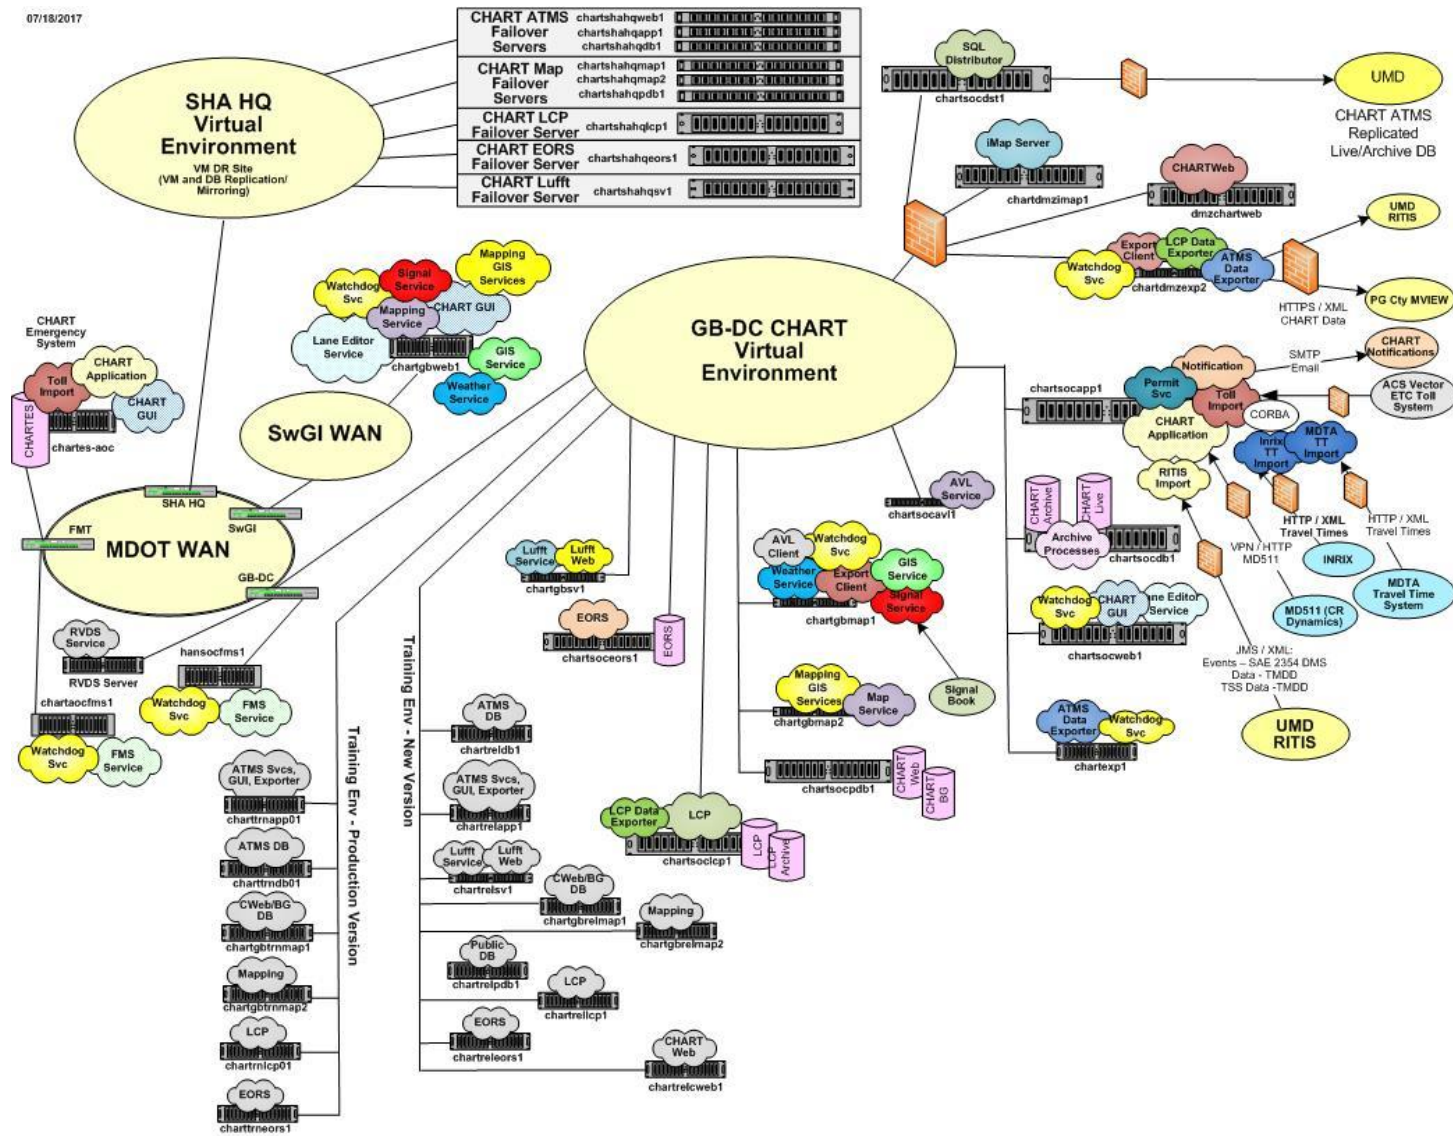 07/18/2017
CHART ATMS
Failover
Servers
chartshahqweb1
chartshahqapp1
chartshahqdb1
CHART Map
Failover
Servers
chartshahqmap1
chartshahqmap2
chartshahqpdb1
CHART LCP
Failover Server
chartshahqlcp1
CHART EORS
Failover Server
chartshahqeors1
CHART Lufft
Failover Server
chartshahqsv1
SHA HQ
Virtual
Environment
VM DR Site
(VM and DB Replication/
Mirroring)
SQL
Distributor
chartsocdst1
UMD
CHART ATMS
Replicated
Live/Archive DB
iMap Server
chartdmzimap1
CHARTWeb
dmzchartweb
UMD
RITIS
Export
Client
LCP Data
Exporter
Watchdog
Svc
ATMS
Data
Exporter
chartdmzexp2
PG Cty MVIEW
HTTPS / XML
CHART Data
Mapping
GIS
Services
Signal
Service
Watchdog
Svc
Mapping
Service
CHART GUI
Lane Editor
Service
GIS
Service
chartgbweb1
Weather
Service
CHART
Emergency
System
Toll
Import
CHART
Application
CHART
GUI
CHARTES
chartes-aoc
SwGI WAN
GB-DC CHART
Virtual
Environment
SHA HQ
SwGI
FMT
MDOT WAN
GB-DC
Notification
SMTP
Email
CHART
Notifications
chartsocapp1
Permit
Svc
Toll
Import
CORBA
ACS Vector
ETC Toll
System
CHART
Application
Inrix
TT
Import
MDTA
TT
Import
RITIS
Import
CHART
Archive
CHART
Live
Archive
Processes
chartsocdb1
VPN / HTTP
MD511
HTTP / XML
Travel Times
HTTP / XML
Travel Times
INRIX
MDTA
Travel Time
System
MD511 (CR
Dynamics)
Watchdog
Svc
CHART
GUI
ne Editor
Service
chartsocweb1
JMS / XML:
Events – SAE 2354 DMS
Data - TMDD
TSS Data -TMDD
UMD
RITIS
ATMS
Data
Exporter
Watchdog
Svc
chartexp1
AVL
Service
chartsocavl1
AVL
Client
Watchdog
Svc
Weather
Service
Export
Client
GIS
Service
Signal
Service
chartgbmap1
Signal
Book
Mapping
GIS
Services
Map
Service
chartgbmap2
chartsocpdb1
CHART
Web
CHART
BG
Lufft
Service
Lufft
Web
chartgbsv1
EORS
chartsoceors1
EORS
LCP Data
Exporter
LCP
chartsoclcp1
LCP
LCP
Archive
RVDS
Service
RVDS Server
hansocfms1
Watchdog
Svc
FMS
Service
chartaocfms1
Watchdog
Svc
FMS
Service
Training Env - Production Version
ATMS Svcs,
GUI, Exporter
charttrnapp01
ATMS DB
charttrndb01
CWeb/BG
DB
chartgbtrnmap1
Mapping
chartgbtrnmap2
LCP
chartrnlcp01
EORS
charttrneors1
Training Env - New Version
ATMS
DB
chartreldb1
ATMS Svcs,
GUI, Exporter
chartrelapp1
Lufft
Service
Lufft
Web
chartrelsv1
CWeb/BG
DB
chartgbrelmap1
Mapping
chartgbrelmap2
Public
DB
chartrelpdb1
LCP
chartrellcp1
EORS
chartreleors1
CHART
Web
chartrelcweb1